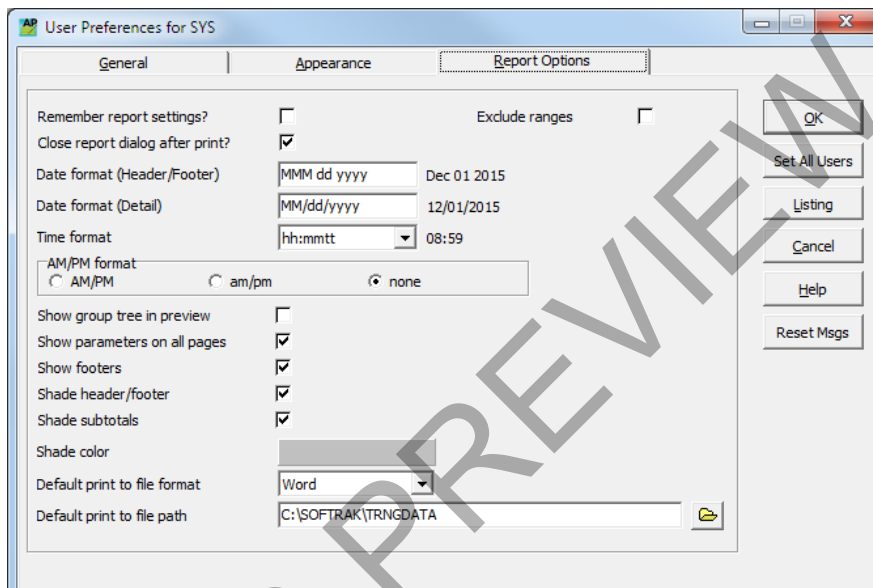 AP User Preferences for SYS
General Appearance Report Options
Remember report settings? Exclude ranges OK
Close report dialog after print?
Set All Users
Date format (Header/Footer) MMM dd yyyy Dec 01 2015
Date format (Detail) MM/dd/yyyy 12/01/2015 Listing
Time format hh:mmtt 08:59
Cancel
AM/PM format
AM/PM am/pm none
Help
Show group tree in preview
Reset Msgs
Show parameters on all pages
Show footers
Shade header/footer
Shade subtotals
Shade color
Default print to file format Word
Default print to file path C:\SOFTRAK\TRNGDATA
PREVIEW